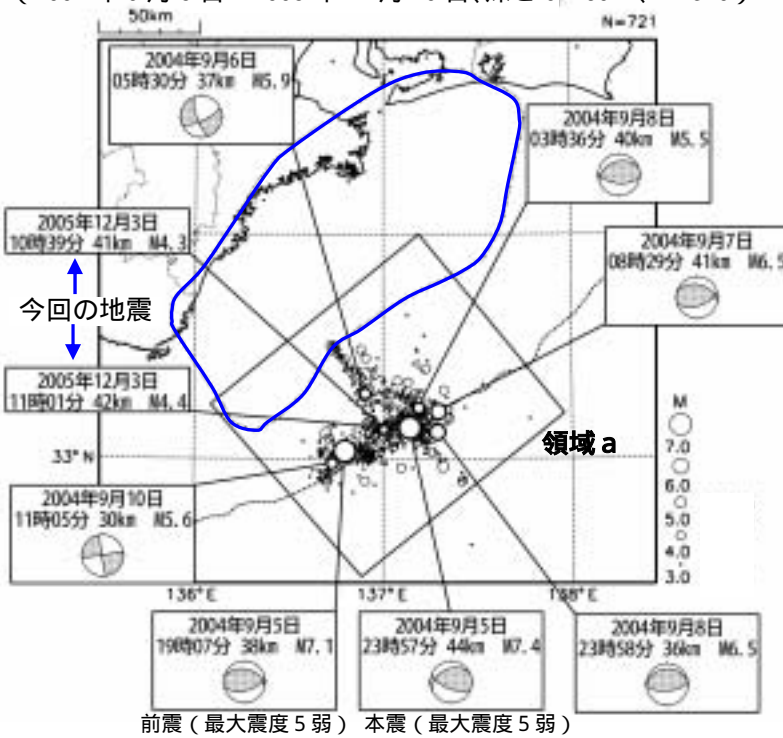 50km
N=721
2004年9月6日
05時30分 37km M5.9
2004年9月8日
03時36分 40km M5.5
2005年12月3日
10時39分 41km M4.3
2004年9月7日
08時29分 41km M6.5
今回の地震
2005年12月3日
11時01分 42km M4.4
M
7.0
6.0
5.0
4.0
3.0
領域a
33°N
2004年9月10日
11時05分 30km M5.6
136°E
137°E
138°E
2004年9月5日
19時07分 38km M7.1
2004年9月5日
23時57分 44km M7.4
2004年9月8日
23時58分 36km M6.5
前震(最大震度5弱)
本震(最大震度5弱)